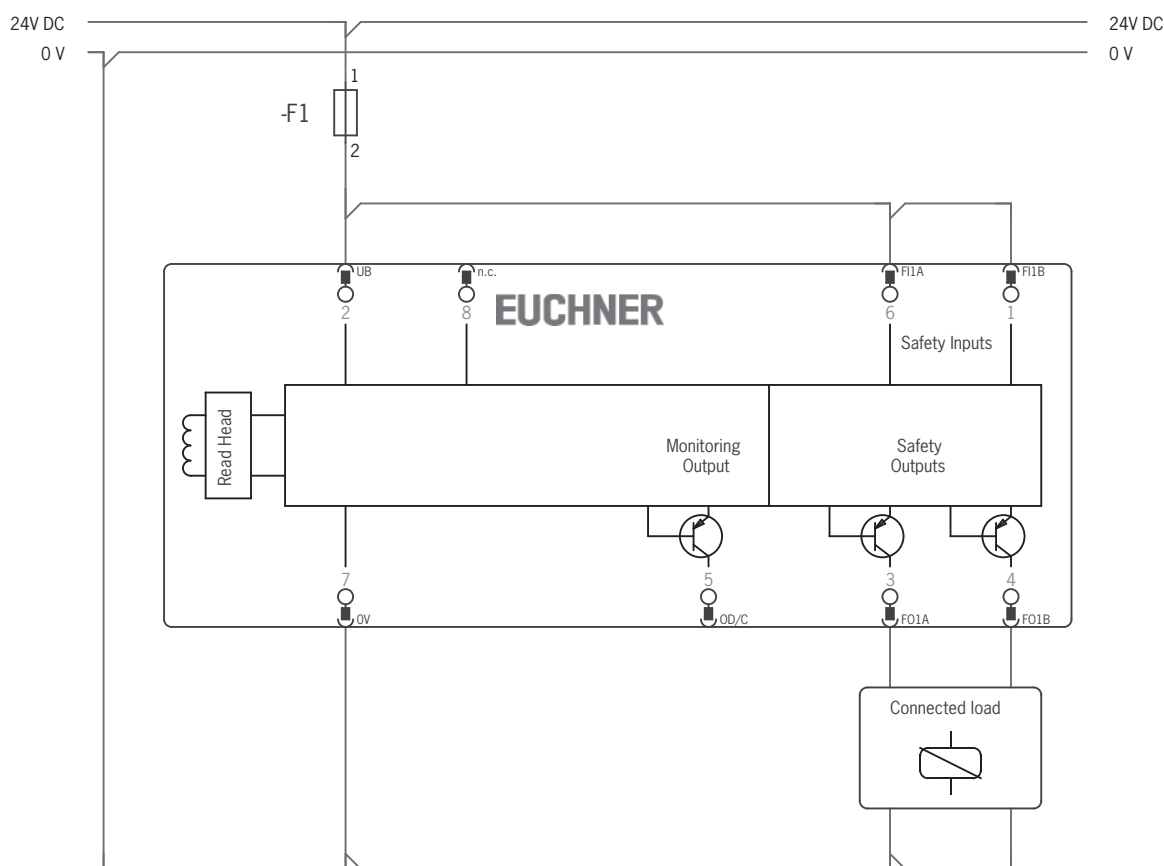 24V DC
24V DC
0 V
0 V
1
-F1
2
UB
n.c.
FI1A
FI1B
2
8
EUCHNER
6
1
Safety Inputs
Read Head
Monitoring
Output
Safety
Outputs
7
5
3
4
0V
OD/C
FO1A
FO1B
Connected load